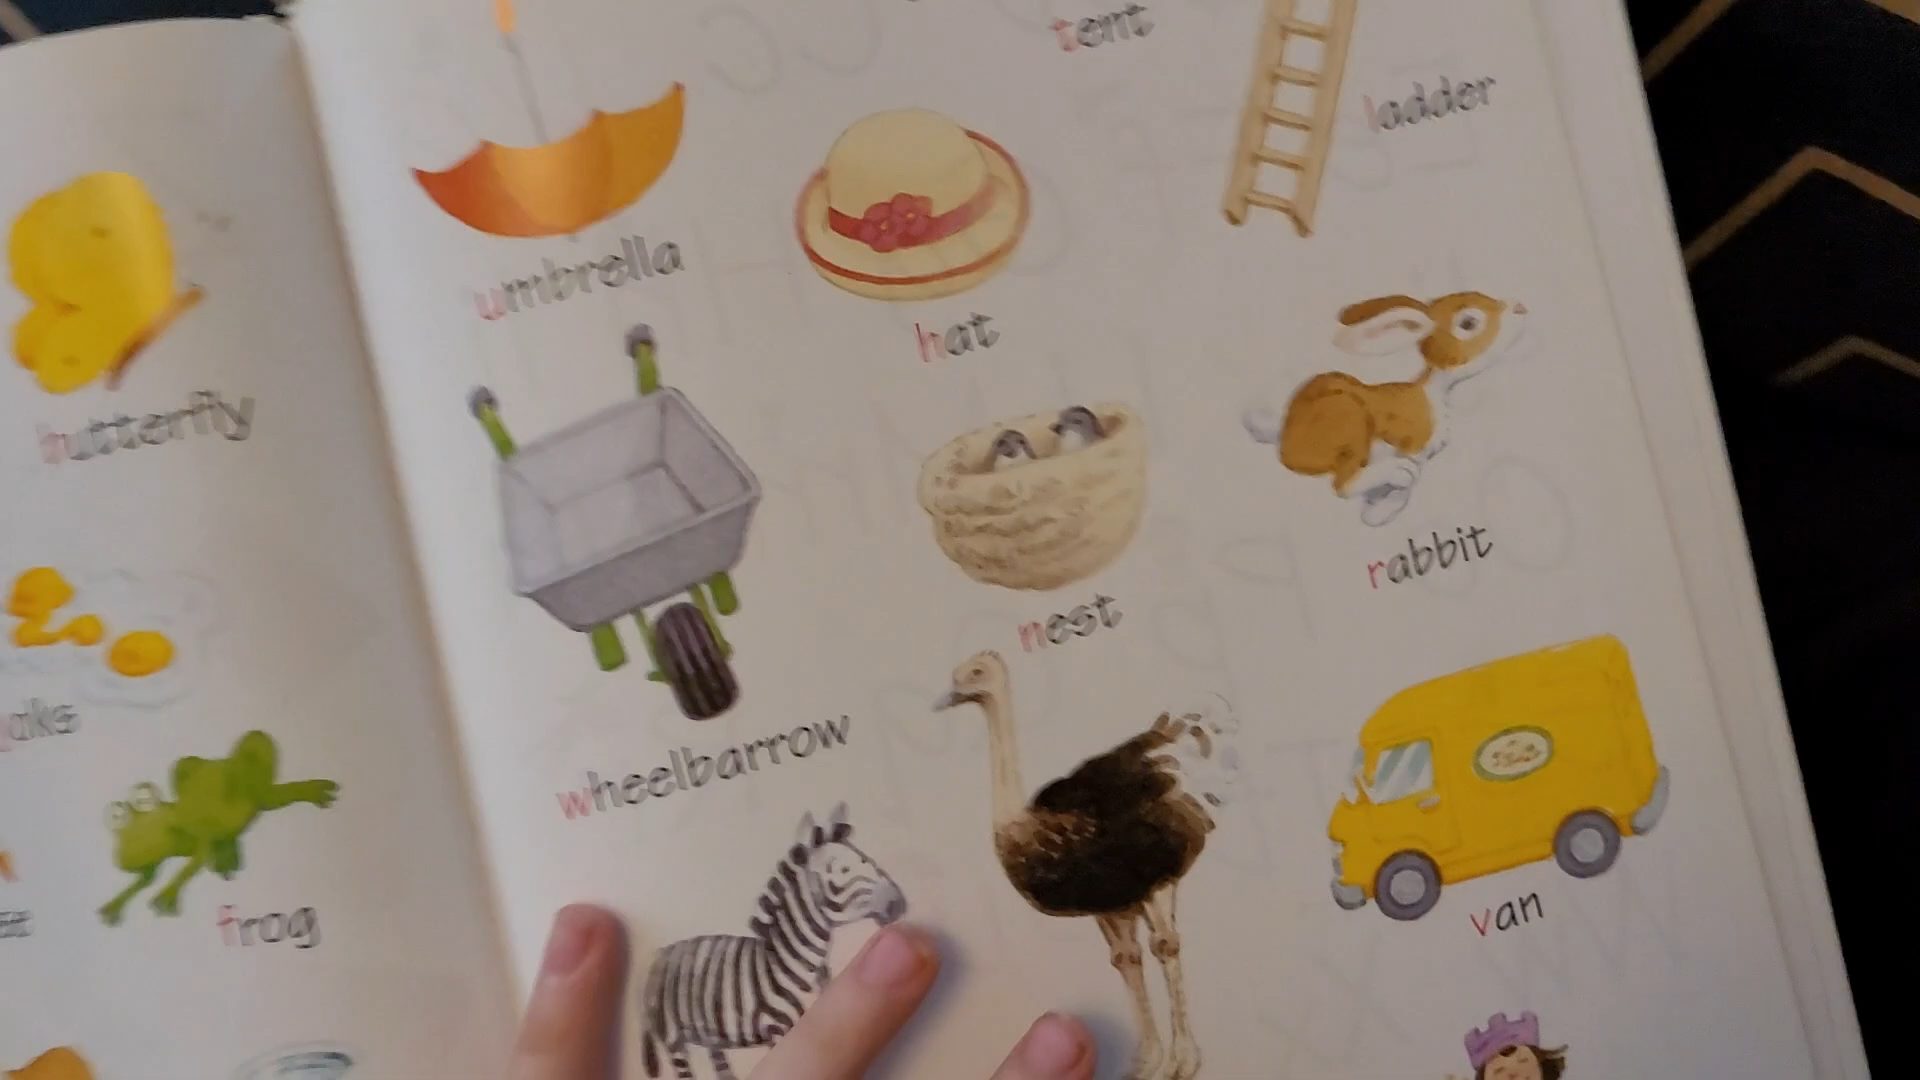 butterfly
frog
tent
ladder
umbrella
hat
rabbit
nest
wheelbarrow
van